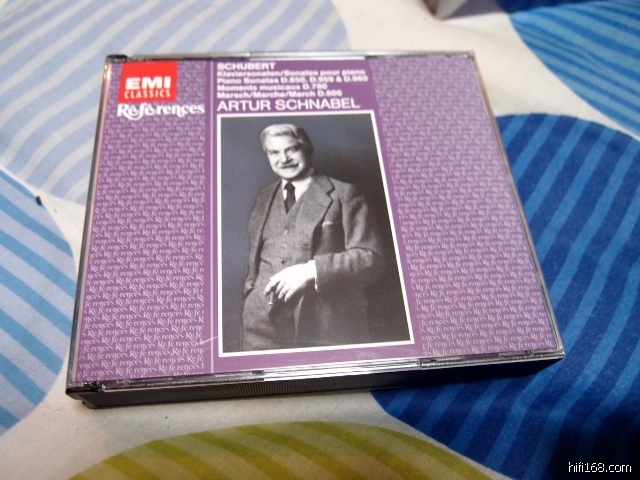 EMI
CLASSICS
Références
SCHUBERT
Klaviersonaten/Sonates pour piano
Piano Sonatas D.850, D.959 & D.960
Moments musicaux D.780
Marsch/Marche/March D.606
ARTUR SCHNABEL
hifi168.com